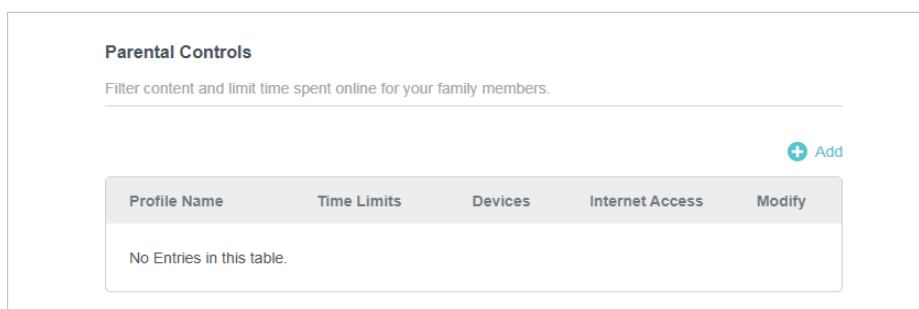 Parental Controls
Filter content and limit time spent online for your family members.
Add
Profile Name Time Limits Devices Internet Access Modify
No Entries in this table.